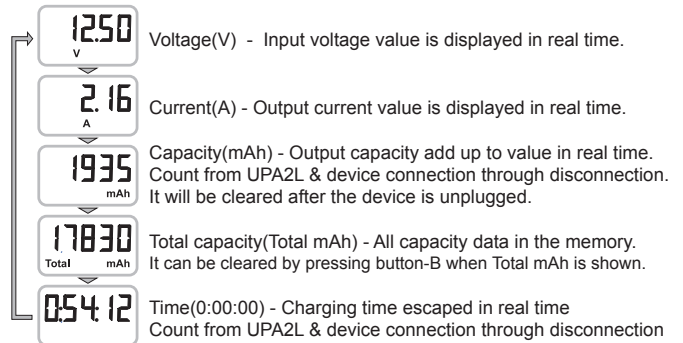 12.50
V
Voltage(V) - Input voltage value is displayed in real time.
2.16
A
Current(A) - Output current value is displayed in real time.
1935
mAh
Capacity(mAh) - Output capacity add up to value in real time.
Count from UPA2L & device connection through disconnection.
It will be cleared after the device is unplugged.
17830
Total mAh
Total capacity(Total mAh) - All capacity data in the memory.
It can be cleared by pressing button-B when Total mAh is shown.
0:54:12
Time(0:00:00) - Charging time escaped in real time
Count from UPA2L & device connection through disconnection